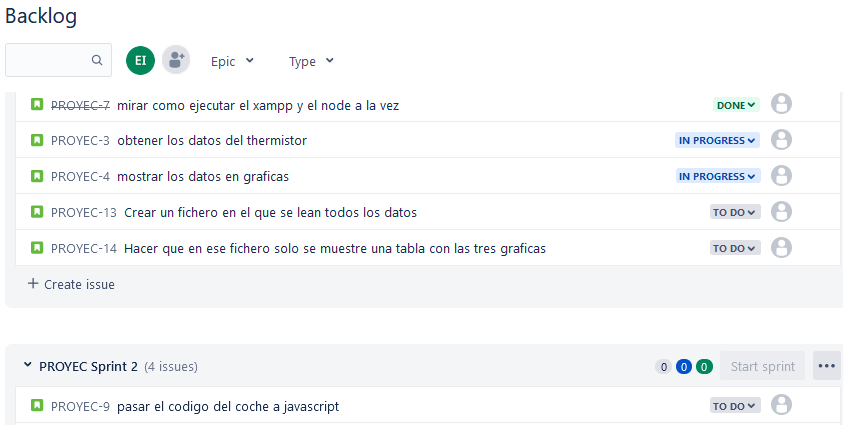 Backlog
EI Epic Type
PROYEC-7 mirar como ejecutar el xampp y el node a la vez DONE
PROYEC-3 obtener los datos del thermistor IN PROGRESS
PROYEC-4 mostrar los datos en graficas IN PROGRESS
PROYEC-13 Crear un fichero en el que se lean todos los datos TO DO
PROYEC-14 Hacer que en ese fichero solo se muestre una tabla con las tres graficas TO DO
+ Create issue
PROYEC Sprint 2 (4 issues) 0 0 0 Start sprint
PROYEC-9 pasar el codigo del coche a javascript TO DO